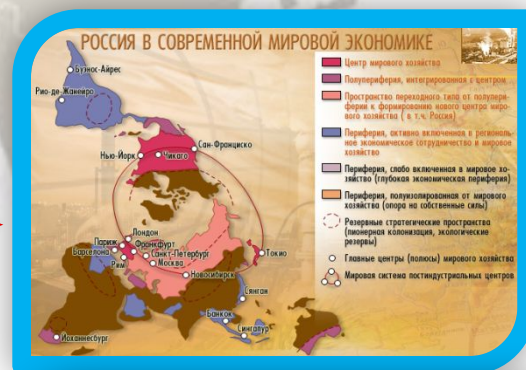 РОССИЯ В СОВРЕМЕННОЙ МИРОВОЙ ЭКОНОМИКЕ
Центр мирового хозяйства
Полупериферия, интегрированная с центром
Пространство переходного типа от полупери-
ферии к формированию нового центра миро-
вого хозяйства ( в т.ч. Россия)
Периферия, активно включенная в региональ-
ное экономическое сотрудничество и мировое
хозяйство
Периферия, слабо включенная в мировое хо-
зяйство (глубокая экономическая периферия)
Периферия, полуизолированная от мирового
хозяйства (опора на собственные силы)
Резервные стратегические пространства
(пионерная колонизация, экологические
резервы)
Главные центры (полюсы) мирового хозяйства
Мировая система постиндустриальных центров
Буэнос-Айрес
Рио-де-Жанейро
Сан-Франциско
Нью-Йорк
Чикаго
Лондон
Париж
Франкфурт
Барселона
Санкт-Петербург
Рим
Москва
Токио
Новосибирск
Сянган
Банкок
Сингапур
Йоханнесбург